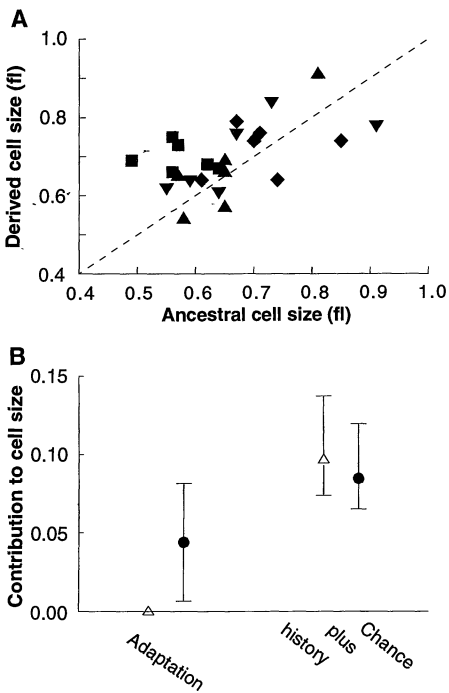 A
Derived cell size (fl)
1.0
0.8
0.6
0.4
0.4 0.5 0.6 0.7 0.8 0.9 1.0
Ancestral cell size (fl)
B
Contribution to cell size
0.15
0.10
0.05
0.00
Adaptation
history
plus
Chance